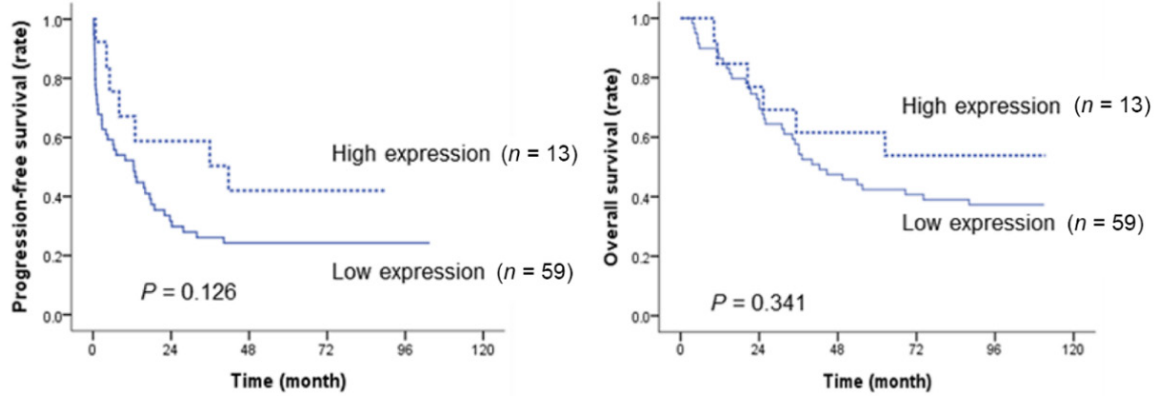 Progression-free survival (rate)
1.0
0.8
0.6
0.4
0.2
0.0
High expression (n = 13)
Low expression (n = 59)
P = 0.126
0 24 48 72 96 120
Time (month)
Overall survival (rate)
1.0
0.8
0.6
0.4
0.2
0.0
High expression (n = 13)
Low expression (n = 59)
P = 0.341
0 24 48 72 96 120
Time (month)